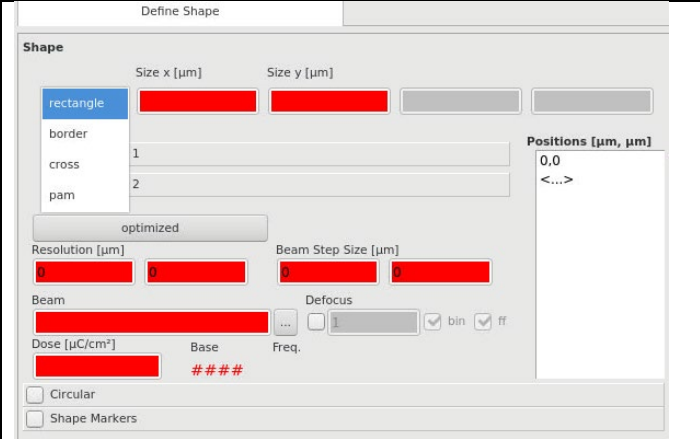 Define Shape
Shape
Size x [µm] Size y [µm]
rectangle
border
cross
pam
1
2
Positions [µm, µm]
0,0
<...>
optimized
Resolution [µm] Beam Step Size [µm]
0 0 0 0
Beam Defocus
... 1 bin ff
Dose [µC/cm²] Base Freq.
####
Circular
Shape Markers